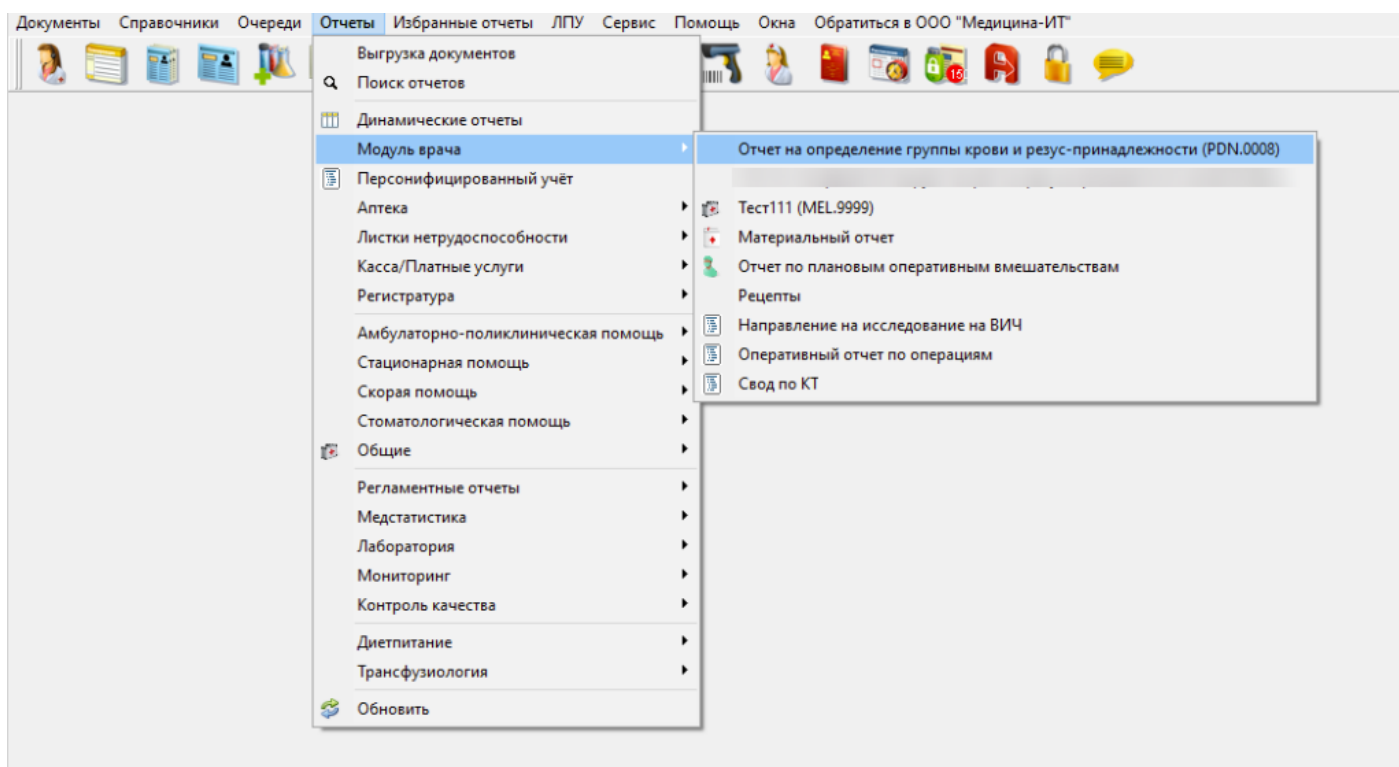 Документы Справочники Очереди Отчеты Избранные отчеты ЛПУ Сервис Помощь Окна Обратиться в ООО "Медицина-ИТ"
15
Выгрузка документов
Поиск отчетов
Динамические отчеты
Модуль врача
Персонифицированный учёт
Аптека
Листки нетрудоспособности
Касса/Платные услуги
Регистратура
Амбулаторно-поликлиническая помощь
Стационарная помощь
Скорая помощь
Стоматологическая помощь
Общие
Регламентные отчеты
Медстатистика
Лаборатория
Мониторинг
Контроль качества
Диетпитание
Трансфузиология
Обновить
Отчет на определение группы крови и резус-принадлежности (PDN.0008)
Тест111 (MEL.9999)
Материальный отчет
Отчет по плановым оперативным вмешательствам
Рецепты
Направление на исследование на ВИЧ
Оперативный отчет по операциям
Свод по КТ